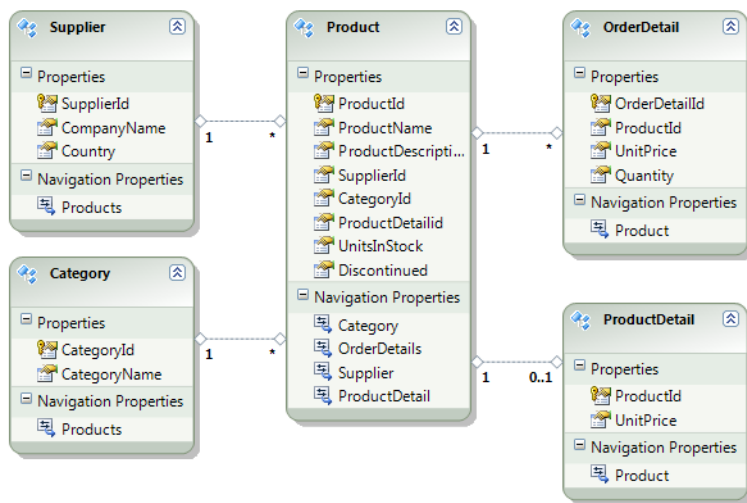 Supplier
Properties
SupplierId
CompanyName
Country
Navigation Properties
Products
1 *
Category
Properties
CategoryId
CategoryName
Navigation Properties
Products
1 *
Product
Properties
ProductId
ProductName
ProductDescripti...
SupplierId
CategoryId
ProductDetailid
UnitsInStock
Discontinued
Navigation Properties
Category
OrderDetails
Supplier
ProductDetail
1 *
1 0..1
OrderDetail
Properties
OrderDetailId
ProductId
UnitPrice
Quantity
Navigation Properties
Product
ProductDetail
Properties
ProductId
UnitPrice
Navigation Properties
Product